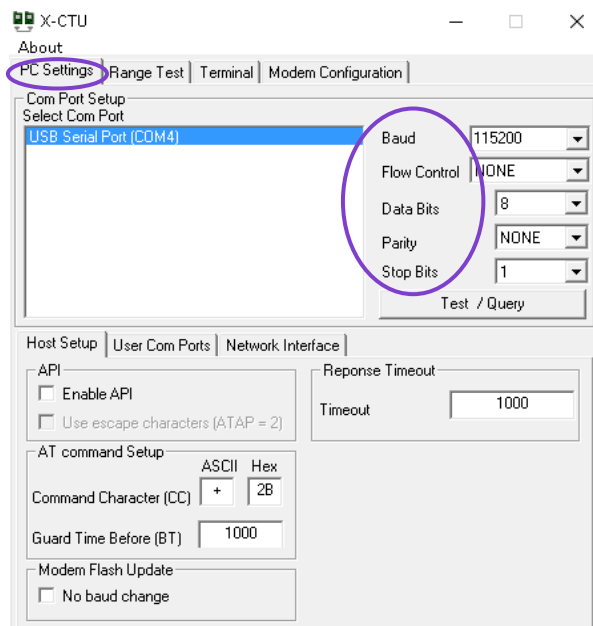 X-CTU
About
PC Settings Range Test Terminal Modem Configuration
Com Port Setup
Select Com Port
USB Serial Port (COM4)
Baud 115200
Flow Control NONE
Data Bits 8
Parity NONE
Stop Bits 1
Test / Query
Host Setup User Com Ports Network Interface
API
Enable API
Use escape characters (ATAP = 2)
Reponse Timeout
Timeout 1000
AT command Setup
ASCII Hex
Command Character (CC) + 2B
Guard Time Before (BT) 1000
Modem Flash Update
No baud change